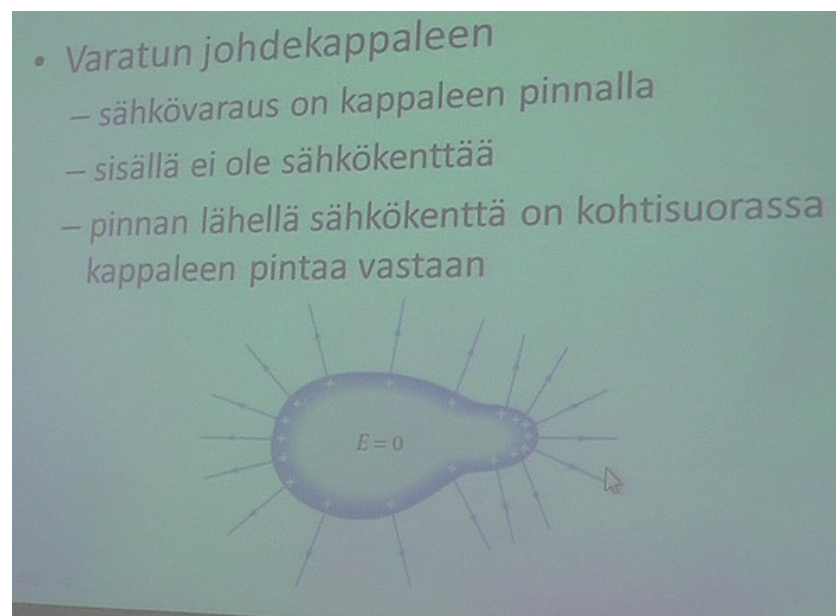 • Varatun johdekappaleen
– sähkövaraus on kappaleen pinnalla
– sisällä ei ole sähkökenttää
– pinnan lähellä sähkökenttä on kohtisuorassa
kappaleen pintaa vastaan
E = 0